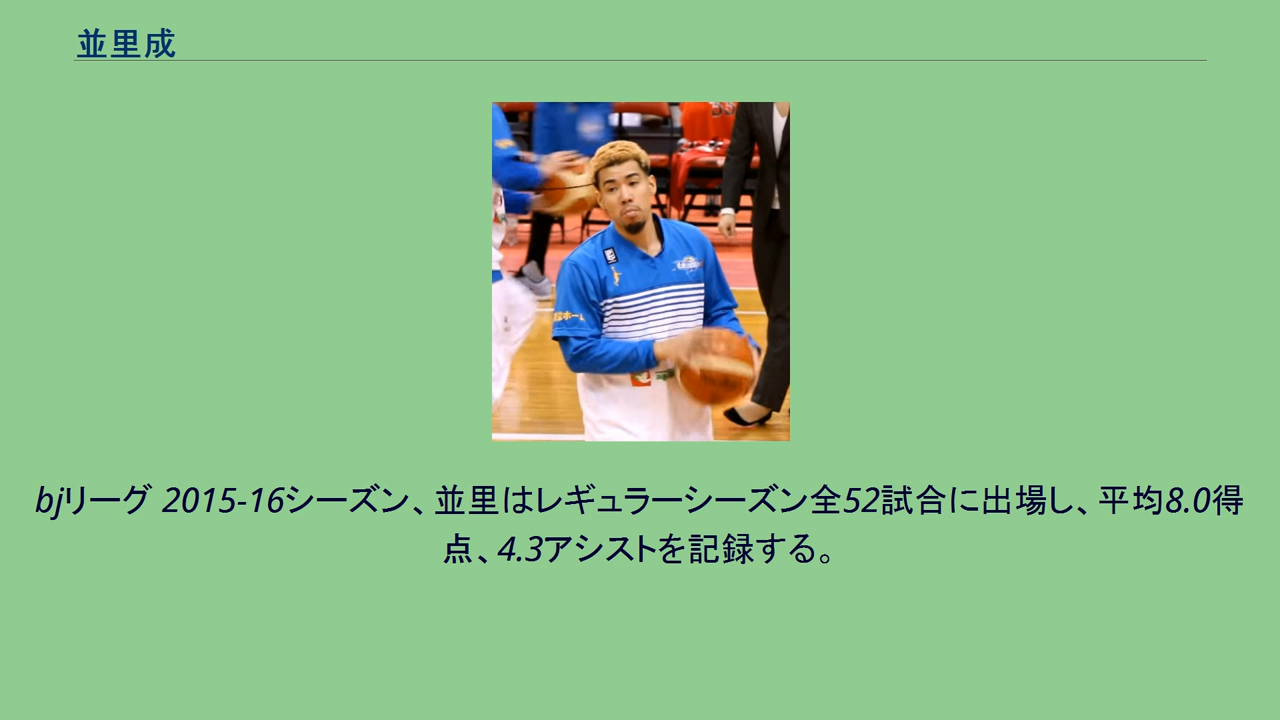 並里成
bjリーグ 2015-16シーズン、並里はレギュラーシーズン全52試合に出場し、平均8.0得
点、4.3アシストを記録する。